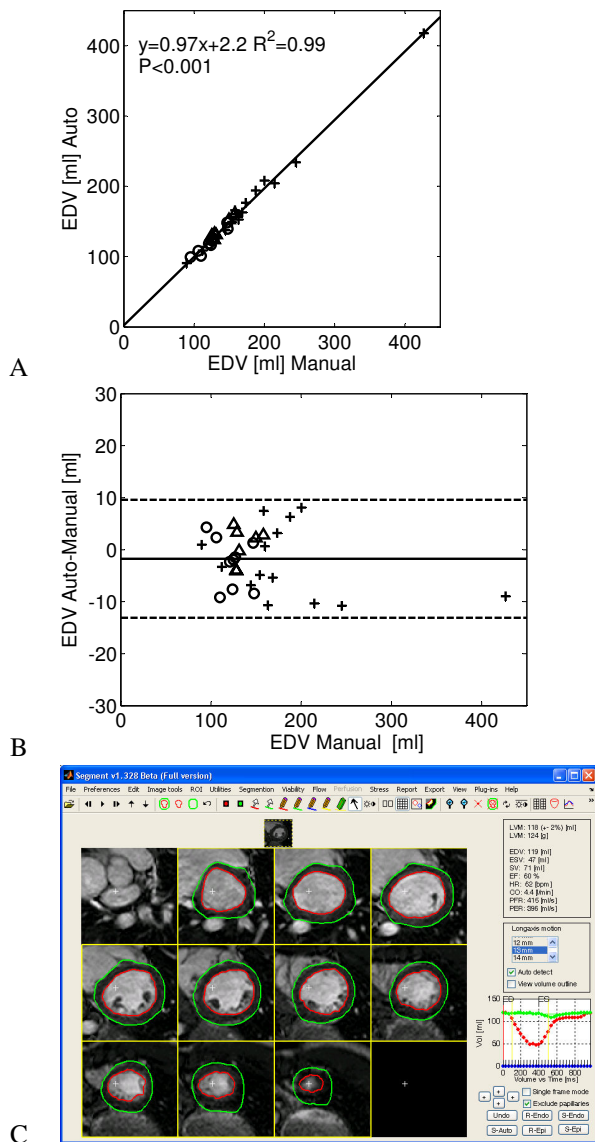 y=0.97x+2.2 R²=0.99
P<0.001
400
300
200
100
0
EDV [ml] Auto
0 100 200 300 400
EDV [ml] Manual
A
30
20
10
0
-10
-20
-30
EDV Auto-Manual [ml]
0 100 200 300 400
EDV Manual [ml]
B
Segment v1.328 Beta (Full version)
File Preferences Edit Image tools ROI Utilities Segmention Viability Flow Perfusion Stress Report Export View Plug-ins Help
LVM: 118 (+- 2%) [ml]
LVM: 124 [g]
EDV: 119 [ml]
ESV: 47 [ml]
SV: 71 [ml]
EF: 60 %
HR: 62 [bpm]
CO: 4.4 [l/min]
PFR: 416 [ml/s]
PER: 396 [ml/s]
Longaxis motion
12 mm
13 mm
14 mm
Auto detect
View volume outline
150
100
50
0
Vol [ml]
ED ES
0 200 400 600 800
Volume vs Time [ms]
Single frame mode
Exclude papillaries
Undo R-Endo S-Endo
S-Auto R-Epi S-Epi
C